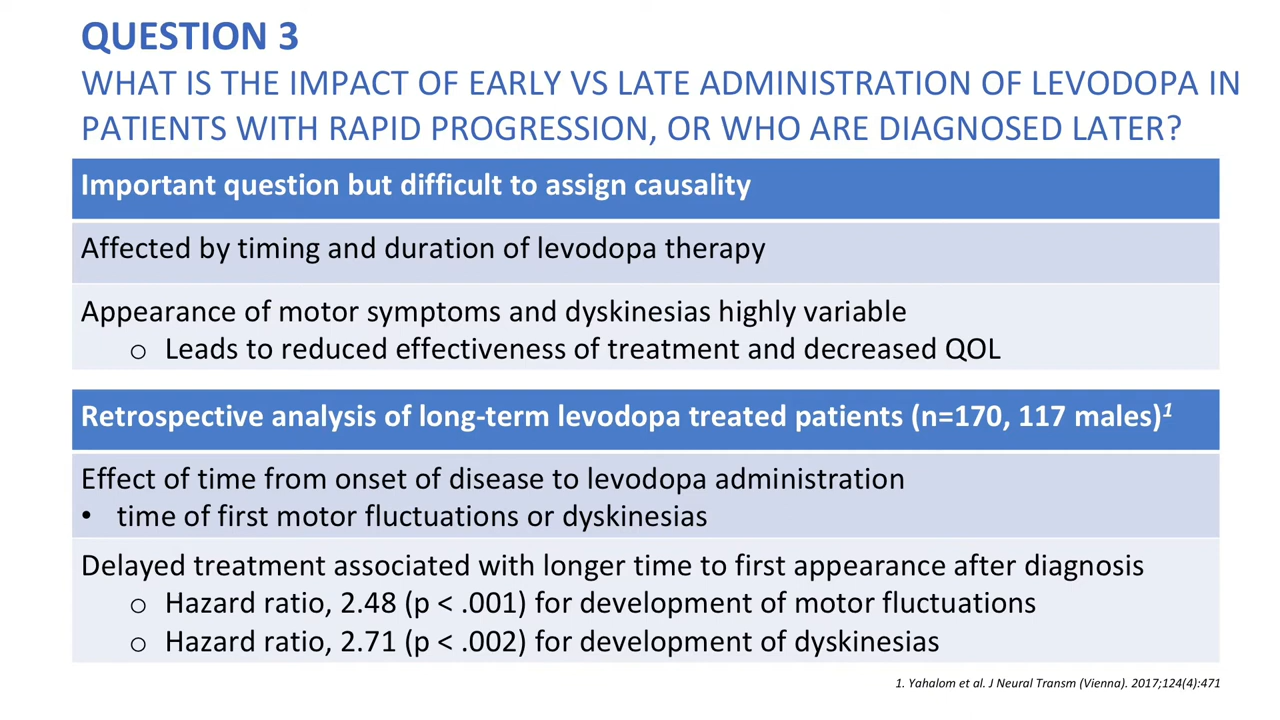 QUESTION 3
WHAT IS THE IMPACT OF EARLY VS LATE ADMINISTRATION OF LEVODOPA IN
PATIENTS WITH RAPID PROGRESSION, OR WHO ARE DIAGNOSED LATER?
Important question but difficult to assign causality
Affected by timing and duration of levodopa therapy
Appearance of motor symptoms and dyskinesias highly variable
o Leads to reduced effectiveness of treatment and decreased QOL
Retrospective analysis of long-term levodopa treated patients (n=170, 117 males)¹
Effect of time from onset of disease to levodopa administration
• time of first motor fluctuations or dyskinesias
Delayed treatment associated with longer time to first appearance after diagnosis
o Hazard ratio, 2.48 (p < .001) for development of motor fluctuations
o Hazard ratio, 2.71 (p < .002) for development of dyskinesias
1. Yahalom et al. J Neural Transm (Vienna). 2017;124(4):471